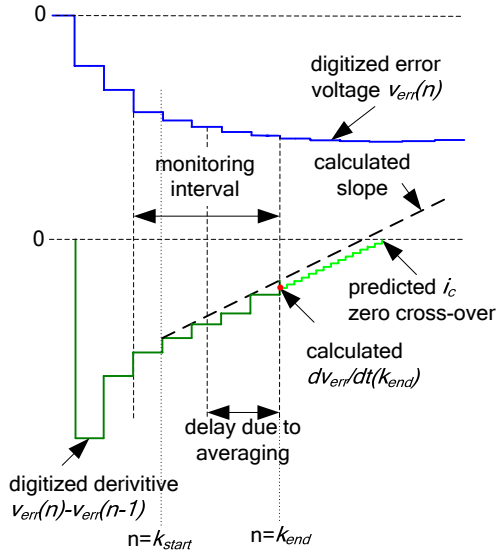 0
digitized error
voltage v_err(n)
calculated
slope
monitoring
interval
0
predicted i_c
zero cross-over
calculated
dv_err/dt(k_end)
delay due to
averaging
digitized derivitive
v_err(n)-v_err(n-1)
n=k_start
n=k_end